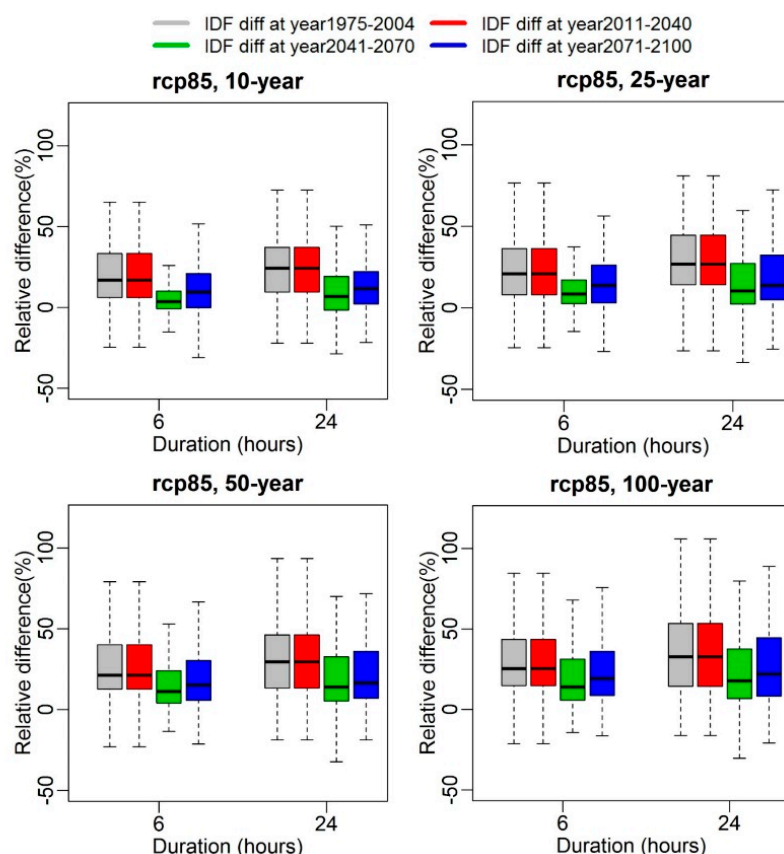 IDF diff at year1975-2004 IDF diff at year2011-2040
IDF diff at year2041-2070 IDF diff at year2071-2100
rcp85, 10-year
Relative difference(%)
100
50
0
-50
6 24
Duration (hours)
rcp85, 25-year
Relative difference(%)
100
50
0
-50
6 24
Duration (hours)
rcp85, 50-year
Relative difference(%)
100
50
0
-50
6 24
Duration (hours)
rcp85, 100-year
Relative difference(%)
100
50
0
-50
6 24
Duration (hours)